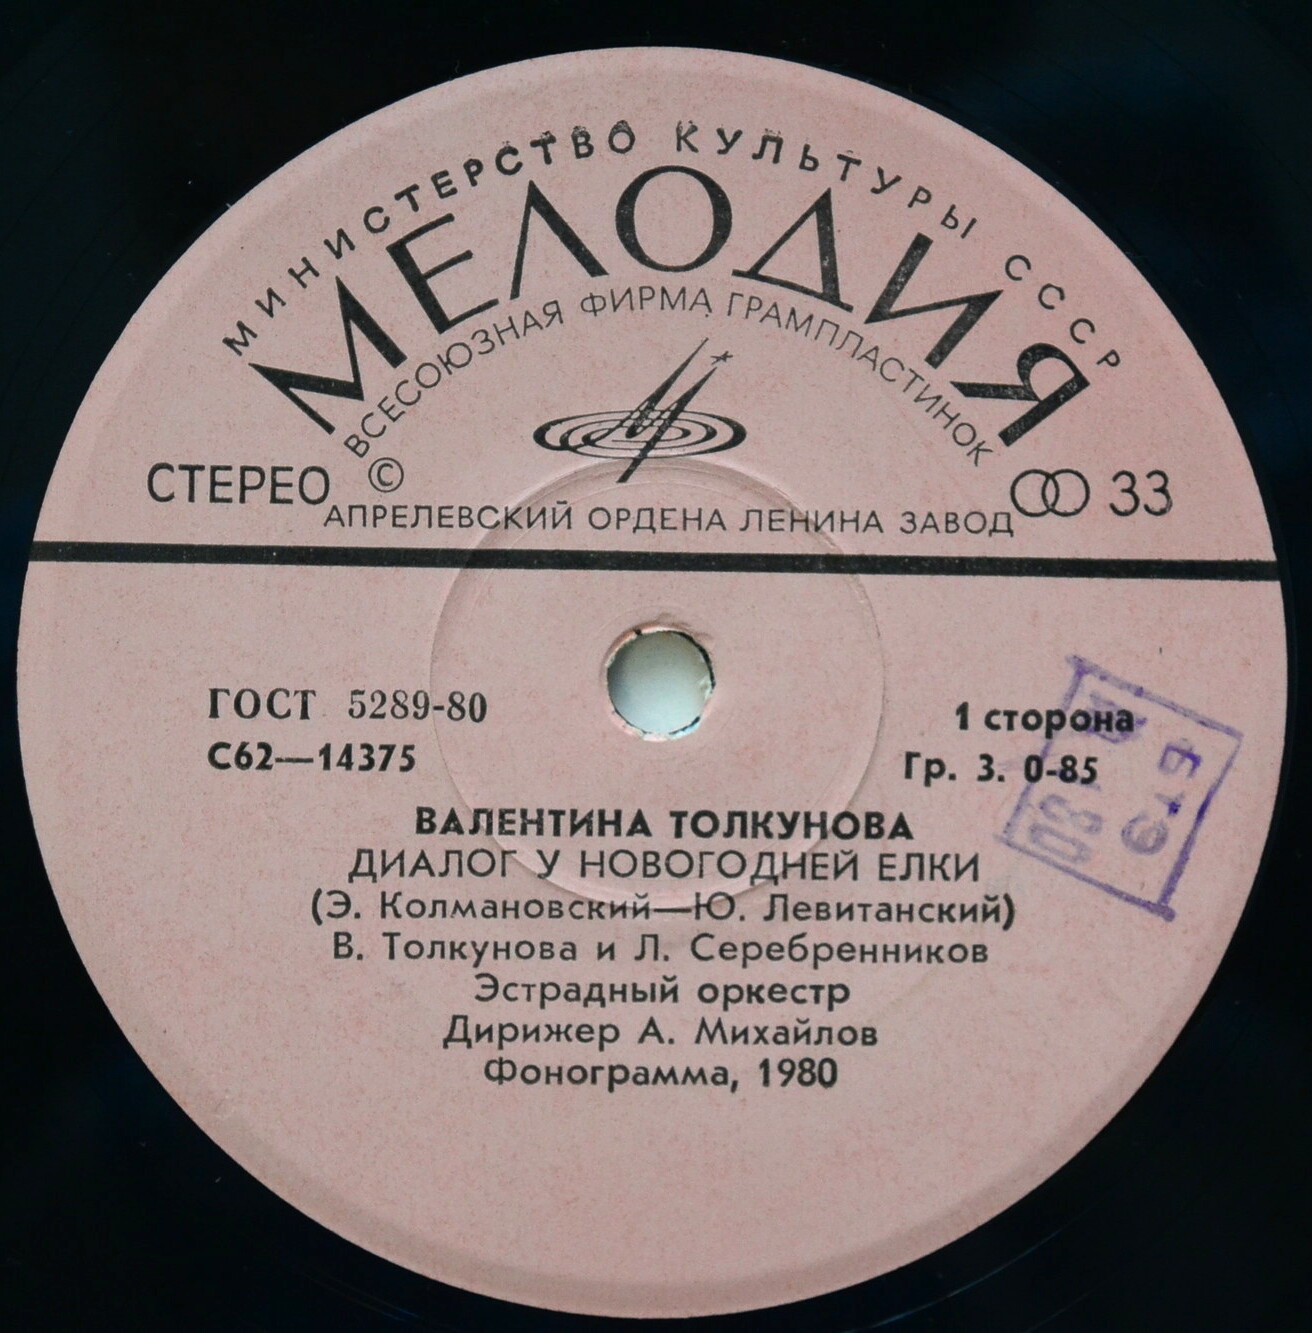 МИНИСТЕРСТВО КУЛЬТУРЫ СССР
МЕЛОДИЯ
ВСЕСОЮЗНАЯ ФИРМА ГРАМПЛАСТИНОК
СТЕРЕО © 33
АПРЕЛЕВСКИЙ ОРДЕНА ЛЕНИНА ЗАВОД
ГОСТ 5289-80 1 сторона
С62—14375 Гр. 3. 0-85
ВАЛЕНТИНА ТОЛКУНОВА
ДИАЛОГ У НОВОГОДНЕЙ ЕЛКИ
(Э. Колмановский—Ю. Левитанский)
В. Толкунова и Л. Серебренников
Эстрадный оркестр
Дирижер А. Михайлов
Фонограмма, 1980